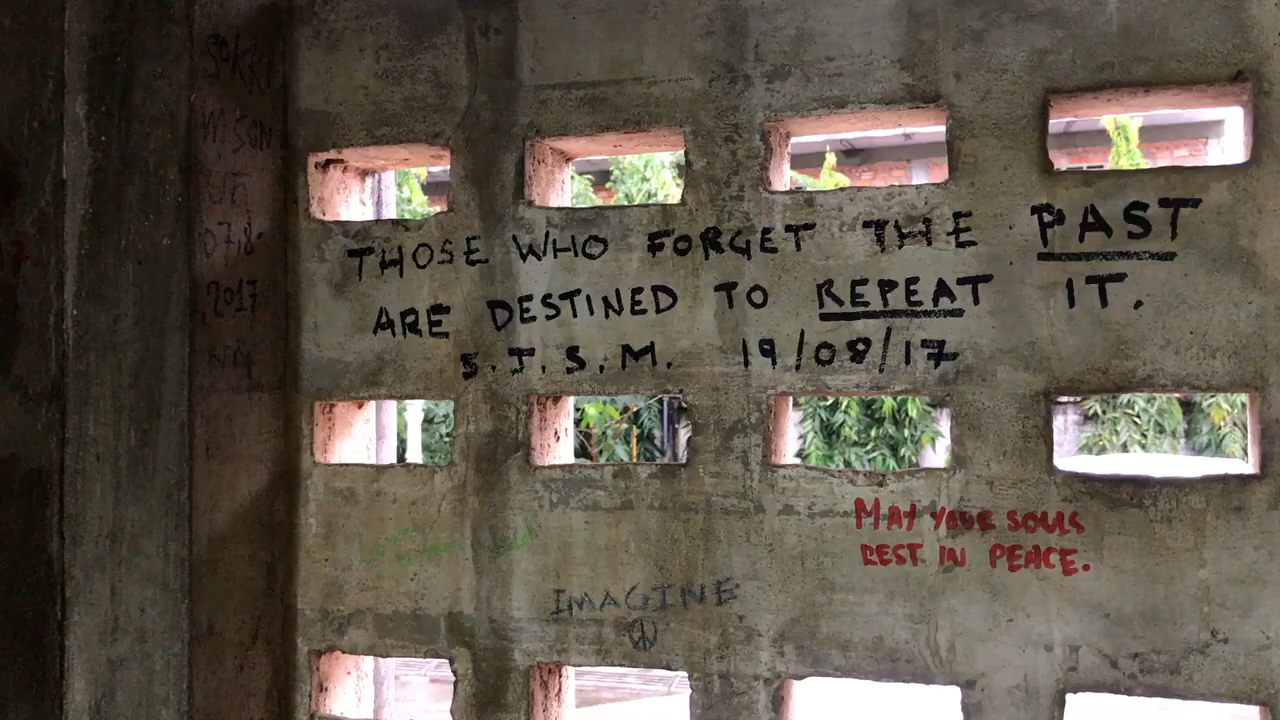 THOSE WHO FORGET THE PAST
ARE DESTINED TO REPEAT IT.
S.J.S.M. 19/08/17
MAY YOUR SOULS
REST IN PEACE.
IMAGINE
2017